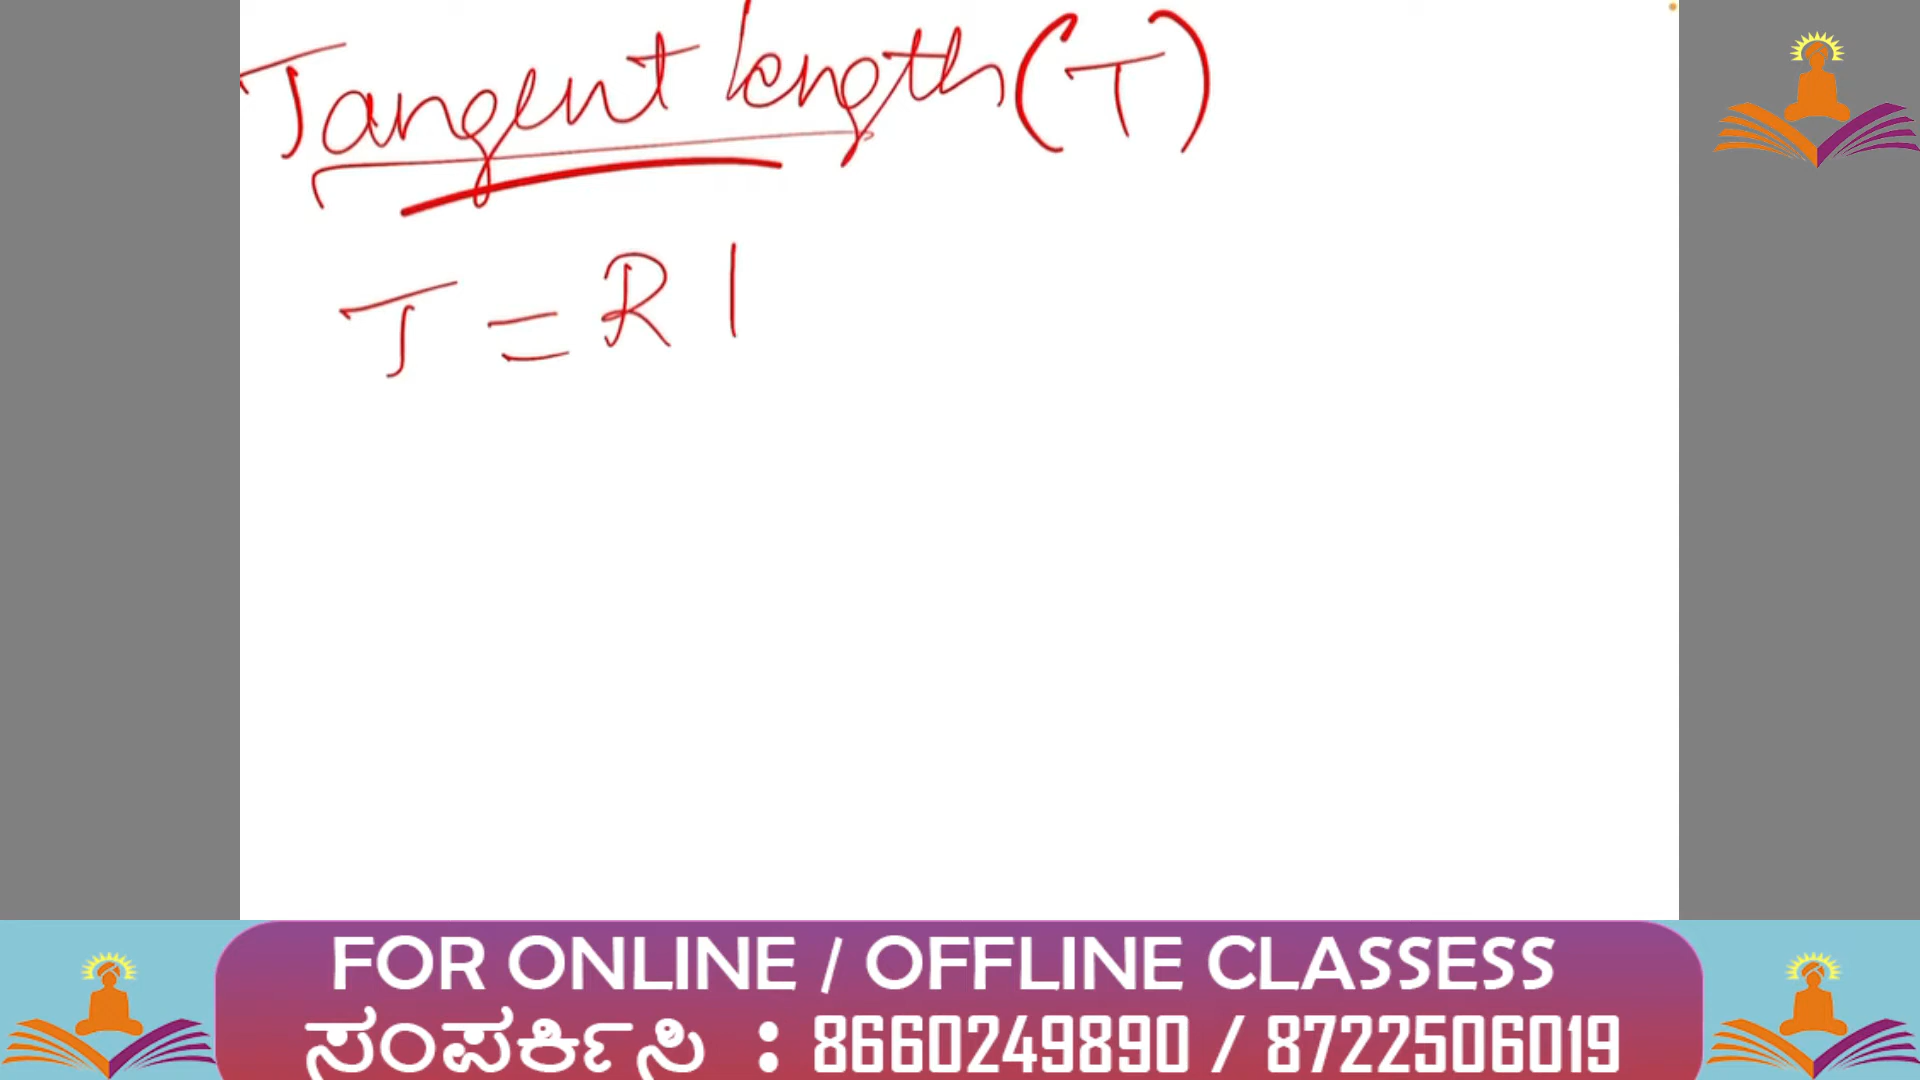 Tangent length (T)
T = R |
FOR ONLINE / OFFLINE CLASSESS
ಸಂಪರ್ಕಿಸಿ : 8660249890 / 8722506019